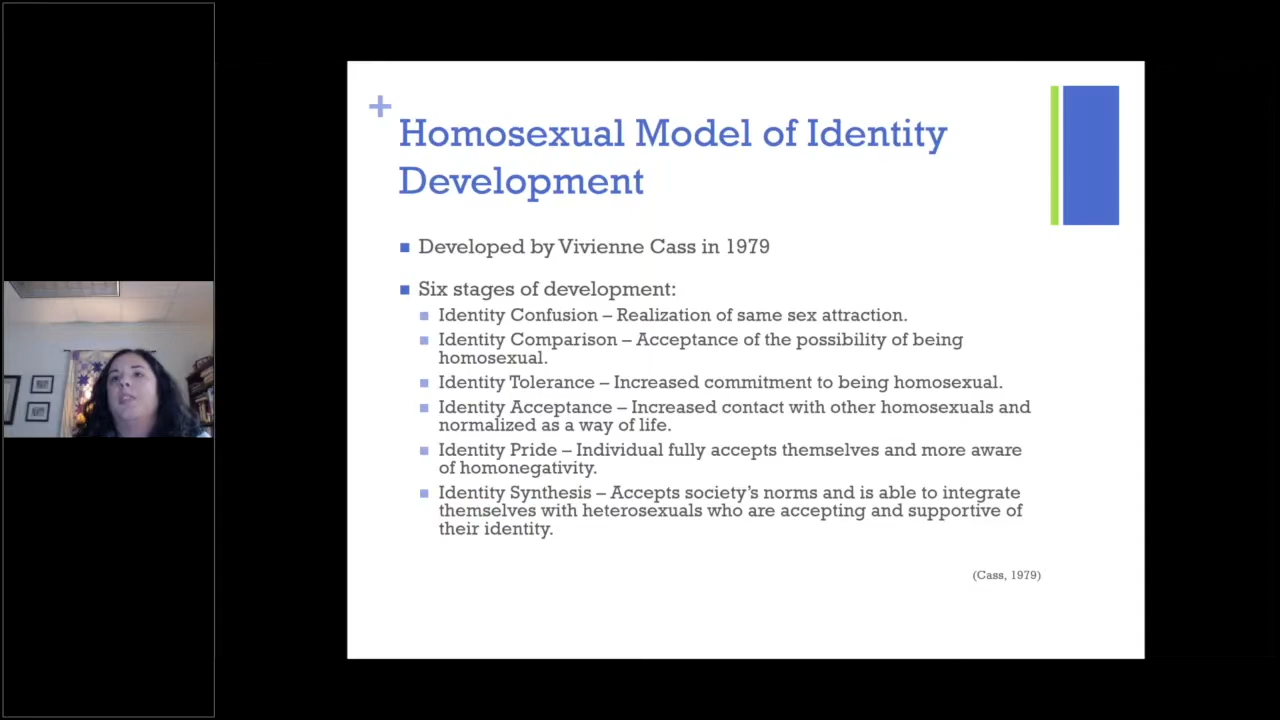 +
Homosexual Model of Identity
Development
Developed by Vivienne Cass in 1979
Six stages of development:
Identity Confusion – Realization of same sex attraction.
Identity Comparison – Acceptance of the possibility of being
homosexual.
Identity Tolerance – Increased commitment to being homosexual.
Identity Acceptance – Increased contact with other homosexuals and
normalized as a way of life.
Identity Pride – Individual fully accepts themselves and more aware
of homonegativity.
Identity Synthesis – Accepts society's norms and is able to integrate
themselves with heterosexuals who are accepting and supportive of
their identity.
(Cass, 1979)